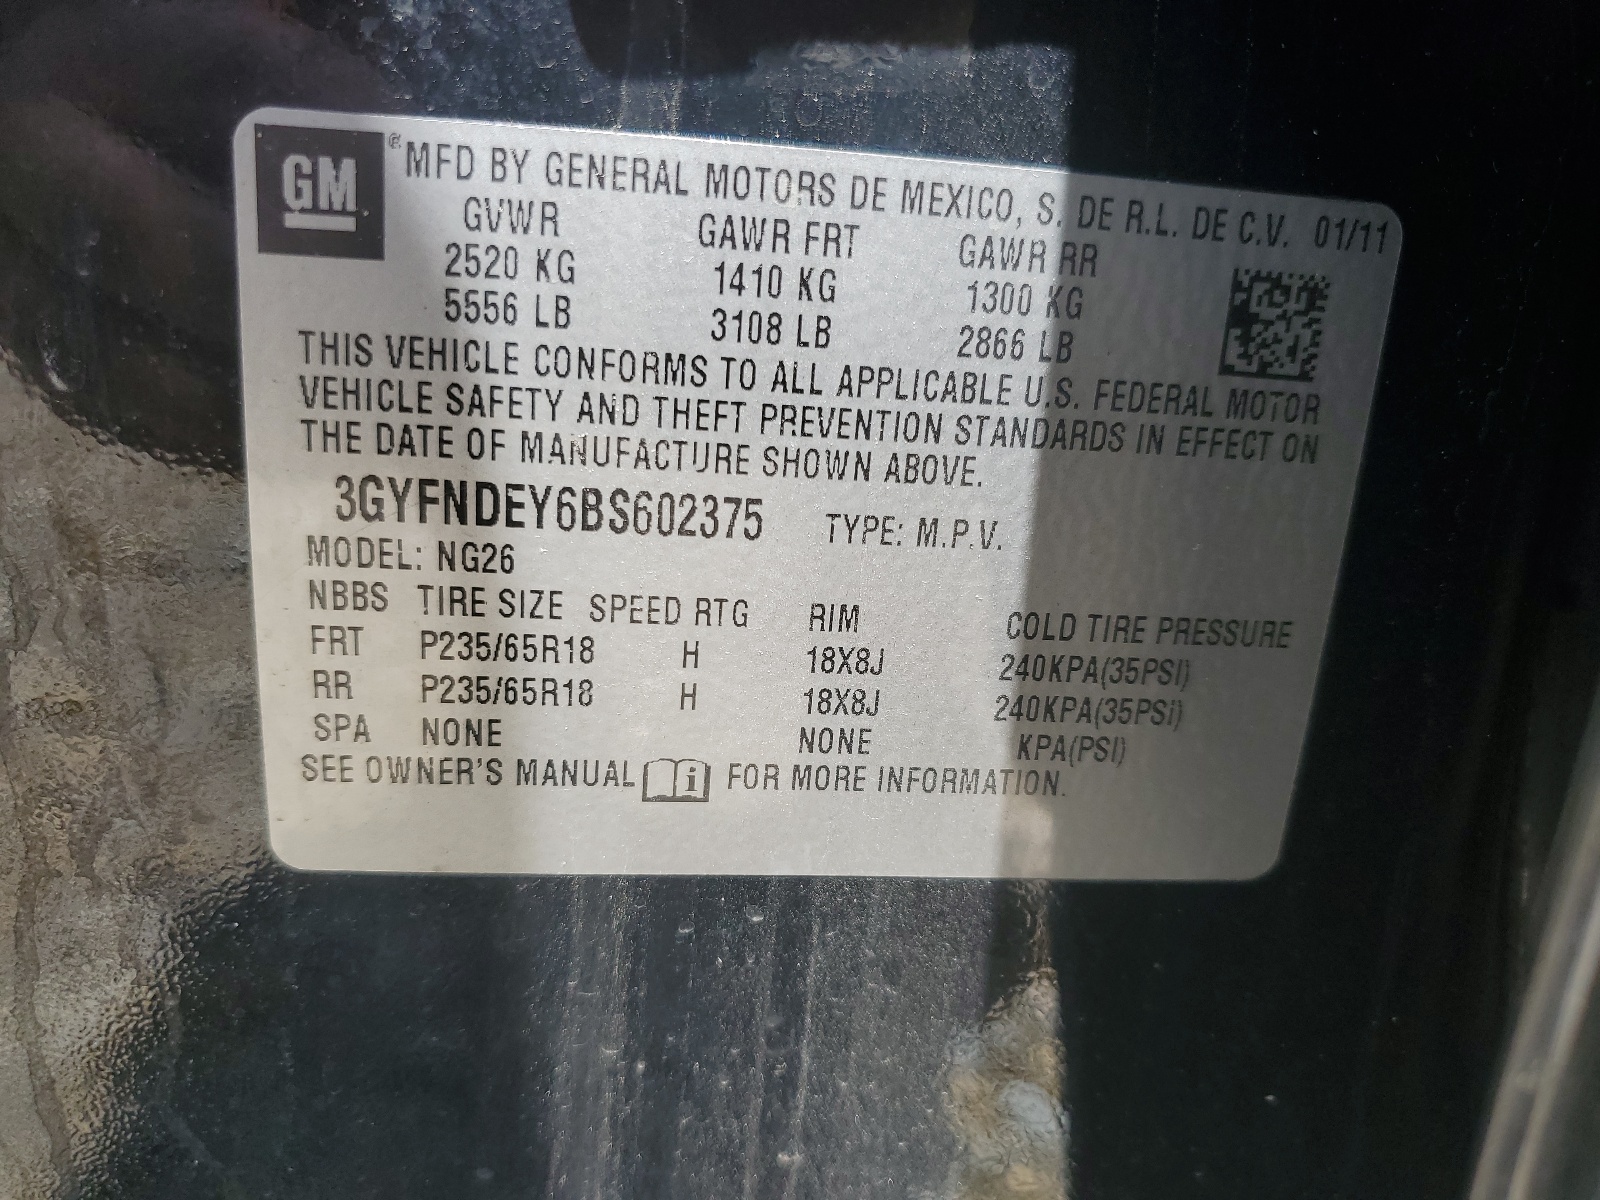 GM ® MFD BY GENERAL MOTORS DE MEXICO, S. DE R.L. DE C.V. 01/11
GVWR GAWR FRT GAWR RR
2520 KG 1410 KG 1300 KG
5556 LB 3108 LB 2866 LB
THIS VEHICLE CONFORMS TO ALL APPLICABLE U.S. FEDERAL MOTOR
VEHICLE SAFETY AND THEFT PREVENTION STANDARDS IN EFFECT ON
THE DATE OF MANUFACTURE SHOWN ABOVE.
3GYFNDEY6BS602375 TYPE: M.P.V.
MODEL: NG26
NBBS TIRE SIZE SPEED RTG RIM COLD TIRE PRESSURE
FRT P235/65R18 H 18X8J 240KPA(35PSI)
RR P235/65R18 H 18X8J 240KPA(35PSI)
SPA NONE NONE KPA(PSI)
SEE OWNER'S MANUAL i FOR MORE INFORMATION.